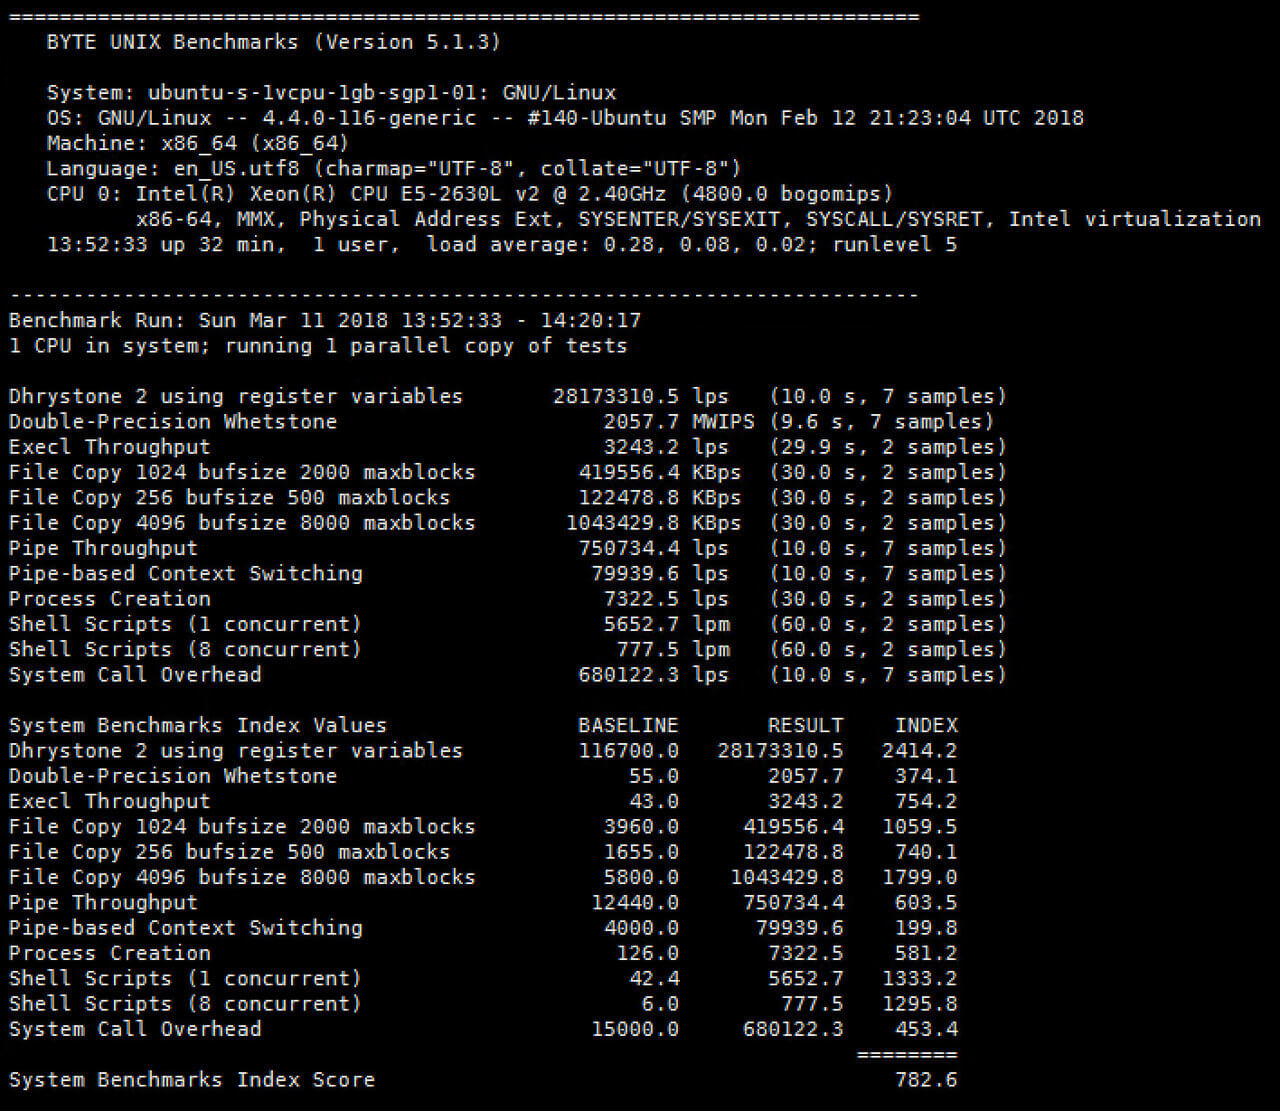 ========================================================================
   BYTE UNIX Benchmarks (Version 5.1.3)

   System: ubuntu-s-1vcpu-1gb-sgp1-01: GNU/Linux
   OS: GNU/Linux -- 4.4.0-116-generic -- #140-Ubuntu SMP Mon Feb 12 21:23:04 UTC 2018
   Machine: x86_64 (x86_64)
   Language: en_US.utf8 (charmap="UTF-8", collate="UTF-8")
   CPU 0: Intel(R) Xeon(R) CPU E5-2630L v2 @ 2.40GHz (4800.0 bogomips)
          x86-64, MMX, Physical Address Ext, SYSENTER/SYSEXIT, SYSCALL/SYSRET, Intel virtualization
   13:52:33 up 32 min,  1 user,  load average: 0.28, 0.08, 0.02; runlevel 5

------------------------------------------------------------------------
Benchmark Run: Sun Mar 11 2018 13:52:33 - 14:20:17
1 CPU in system; running 1 parallel copy of tests

Dhrystone 2 using register variables       28173310.5 lps   (10.0 s, 7 samples)
Double-Precision Whetstone                     2057.7 MWIPS (9.6 s, 7 samples)
Execl Throughput                               3243.2 lps   (29.9 s, 2 samples)
File Copy 1024 bufsize 2000 maxblocks        419556.4 KBps  (30.0 s, 2 samples)
File Copy 256 bufsize 500 maxblocks          122478.8 KBps  (30.0 s, 2 samples)
File Copy 4096 bufsize 8000 maxblocks       1043429.8 KBps  (30.0 s, 2 samples)
Pipe Throughput                              750734.4 lps   (10.0 s, 7 samples)
Pipe-based Context Switching                  79939.6 lps   (10.0 s, 7 samples)
Process Creation                               7322.5 lps   (30.0 s, 2 samples)
Shell Scripts (1 concurrent)                   5652.7 lpm   (60.0 s, 2 samples)
Shell Scripts (8 concurrent)                    777.5 lpm   (60.0 s, 2 samples)
System Call Overhead                         680122.3 lps   (10.0 s, 7 samples)

System Benchmarks Index Values               BASELINE       RESULT    INDEX
Dhrystone 2 using register variables         116700.0   28173310.5   2414.2
Double-Precision Whetstone                       55.0       2057.7    374.1
Execl Throughput                                 43.0       3243.2    754.2
File Copy 1024 bufsize 2000 maxblocks          3960.0     419556.4   1059.5
File Copy 256 bufsize 500 maxblocks            1655.0     122478.8    740.1
File Copy 4096 bufsize 8000 maxblocks          5800.0    1043429.8   1799.0
Pipe Throughput                               12440.0     750734.4    603.5
Pipe-based Context Switching                   4000.0      79939.6    199.8
Process Creation                                126.0       7322.5    581.2
Shell Scripts (1 concurrent)                     42.4       5652.7   1333.2
Shell Scripts (8 concurrent)                      6.0        777.5   1295.8
System Call Overhead                          15000.0     680122.3    453.4
                                                                   ========
System Benchmarks Index Score                                         782.6